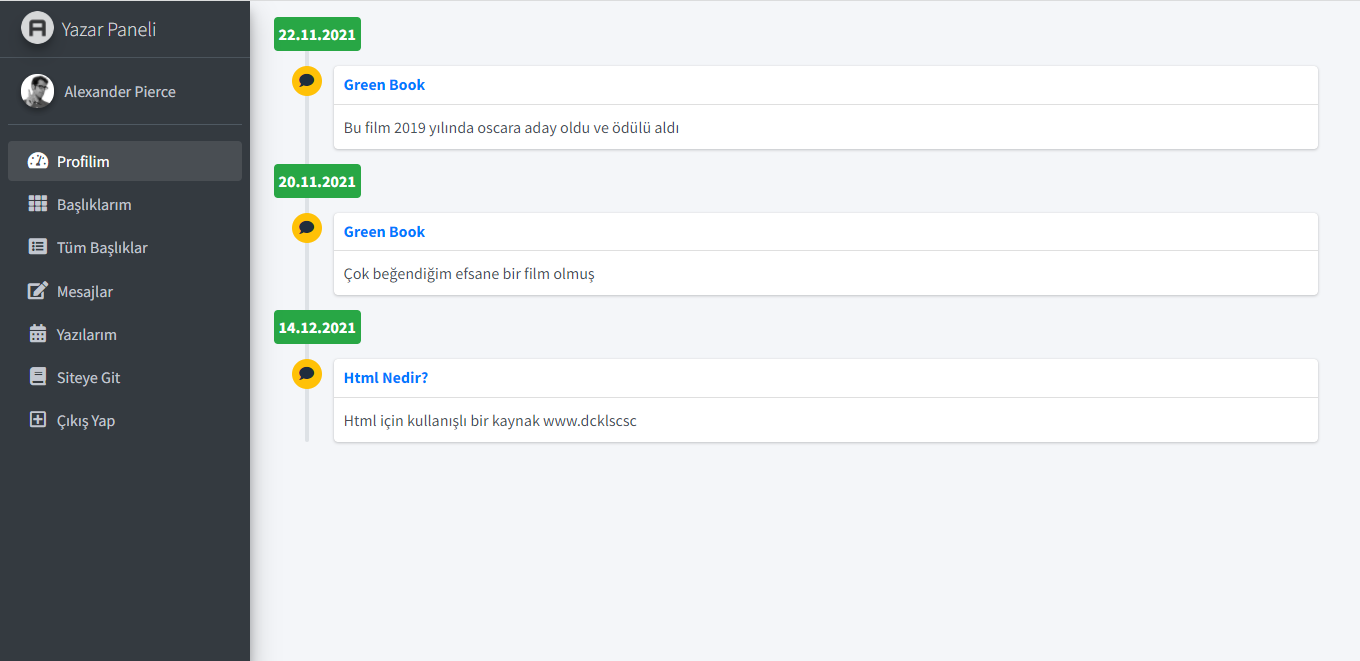 Yazar Paneli
Alexander Pierce
Profilim
Başlıklarım
Tüm Başlıklar
Mesajlar
Yazılarım
Siteye Git
Çıkış Yap
22.11.2021
Green Book
Bu film 2019 yılında oscara aday oldu ve ödülü aldı
20.11.2021
Green Book
Çok beğendiğim efsane bir film olmuş
14.12.2021
Html Nedir?
Html için kullanışlı bir kaynak www.dcklscsc